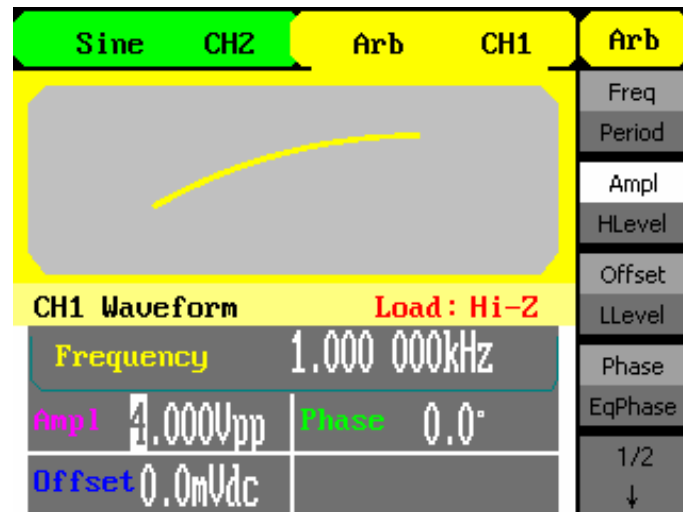 Sine CH2 Arb CH1 Arb
Freq
Period
Ampl
HLevel
Offset
LLevel
CH1 Waveform Load: Hi-Z
Frequency 1.000 000kHz
Phase
EqPhase
Ampl 4.000Vpp Phase 0.0°
1/2
↓
Offset 0.0mVdc